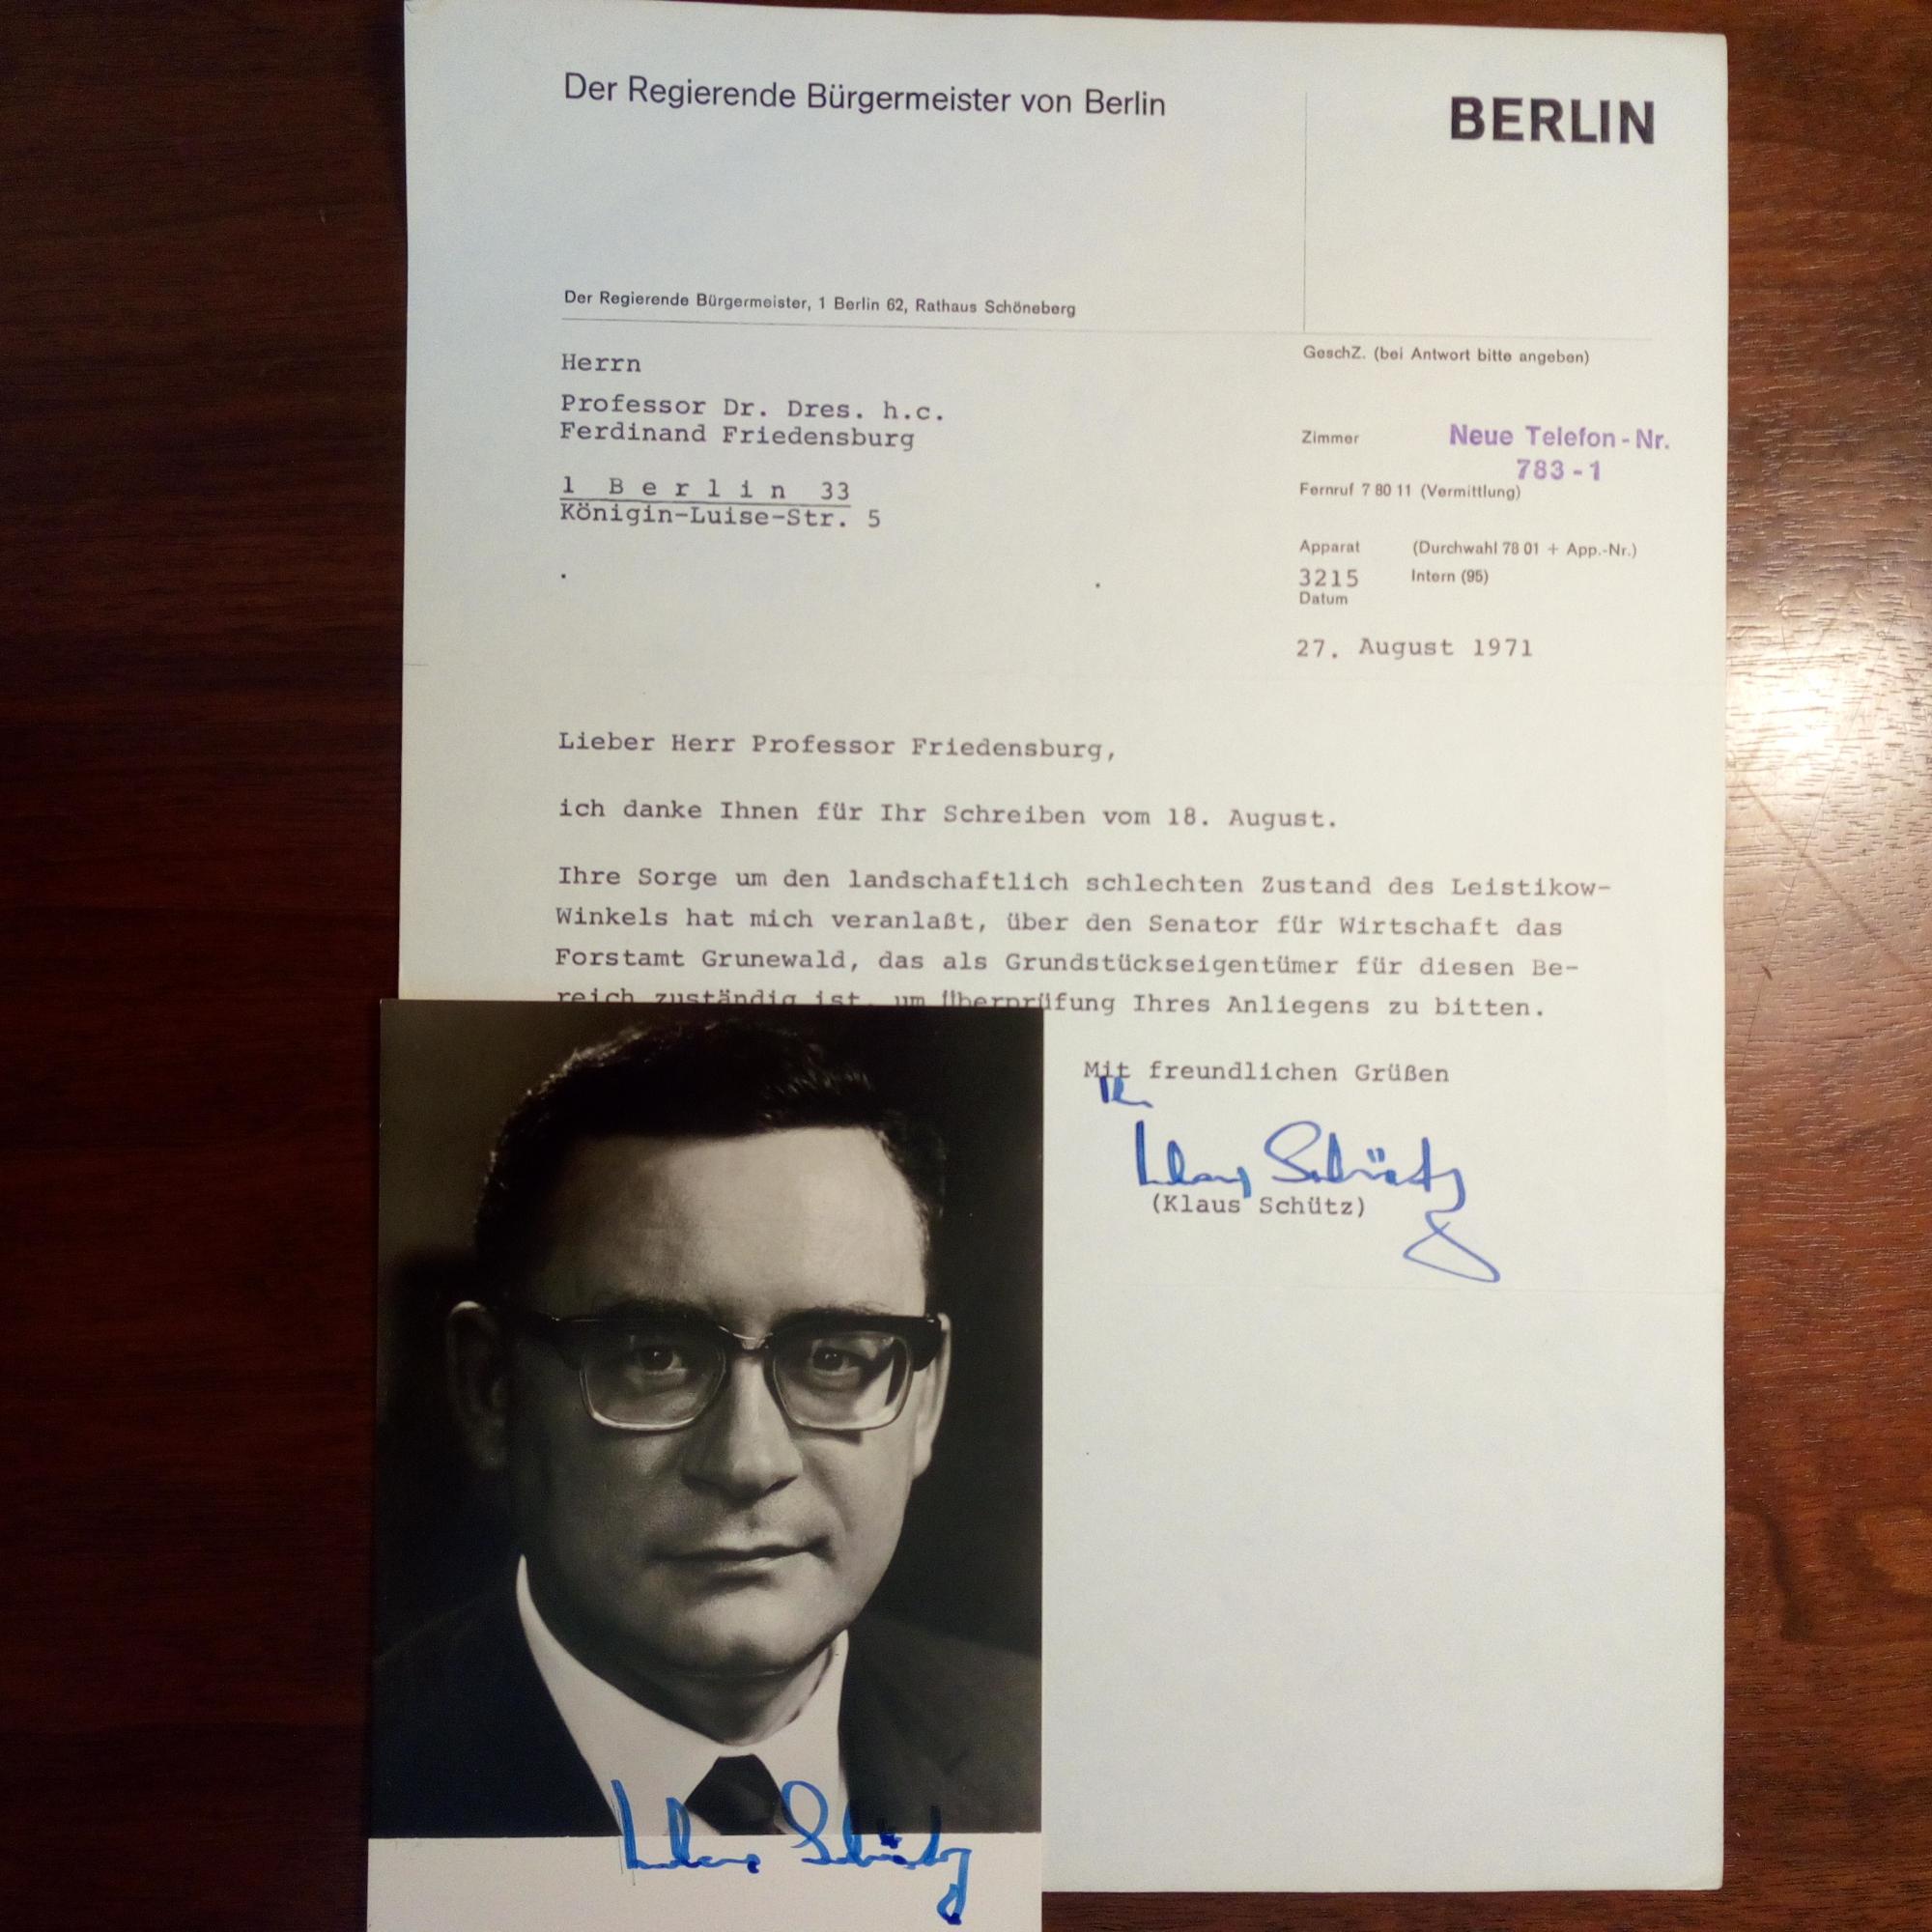 Der Regierende Bürgermeister von Berlin
BERLIN
Der Regierende Bürgermeister, 1 Berlin 62, Rathaus Schöneberg
Herrn
Professor Dr. Dres. h.c.
Ferdinand Friedensburg
1 B e r l i n 33
Königin-Luise-Str. 5
GeschZ. (bei Antwort bitte angeben)
Zimmer
Neue Telefon-Nr.
783-1
Fernruf 7 80 11 (Vermittlung)
Apparat (Durchwahl 78 01 + App.-Nr.)
3215 Intern (95)
Datum
27. August 1971
Lieber Herr Professor Friedensburg,
ich danke Ihnen für Ihr Schreiben vom 18. August.
Ihre Sorge um den landschaftlich schlechten Zustand des Leistikow-
Winkels hat mich veranlaßt, über den Senator für Wirtschaft das
Forstamt Grunewald, das als Grundstückseigentümer für diesen Be-
reich zuständig ist, um Überprüfung Ihres Anliegens zu bitten.
Mit freundlichen Grüßen
Klaus Schütz
(Klaus Schütz)
Klaus Schütz